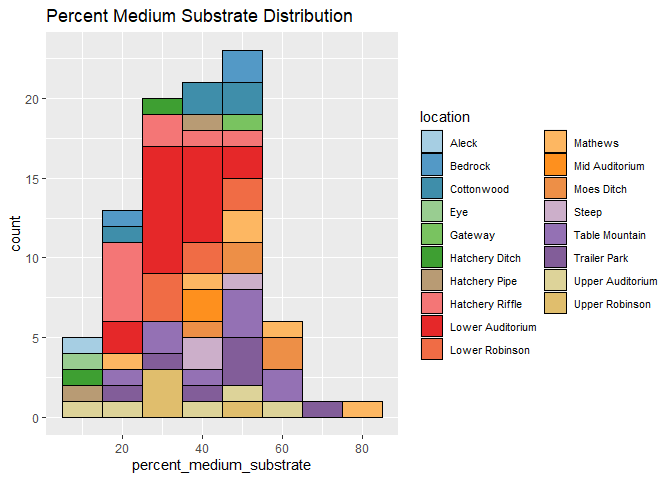 Percent Medium Substrate Distribution
20
15
10
5
0
count
20
40
60
80
percent_medium_substrate
location
Aleck
Bedrock
Cottonwood
Eye
Gateway
Hatchery Ditch
Hatchery Pipe
Hatchery Riffle
Lower Auditorium
Lower Robinson
Mathews
Mid Auditorium
Moes Ditch
Steep
Table Mountain
Trailer Park
Upper Auditorium
Upper Robinson